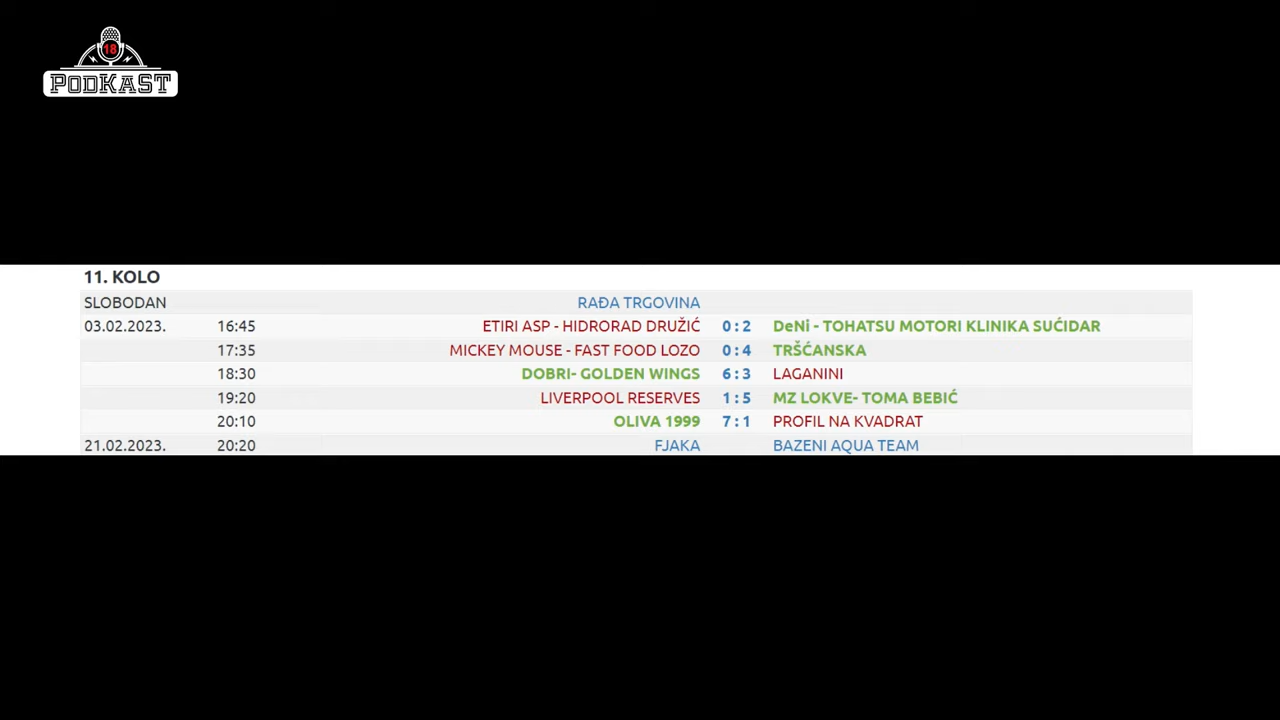 18
PODKAST
11. KOLO
SLOBODAN RAĐA TRGOVINA
03.02.2023. 16:45 ETIRI ASP - HIDRORAD DRUŽIĆ 0 : 2 DeNi - TOHATSU MOTORI KLINIKA SUĆIDAR
17:35 MICKEY MOUSE - FAST FOOD LOZO 0 : 4 TRŠĆANSKA
18:30 DOBRI- GOLDEN WINGS 6 : 3 LAGANINI
19:20 LIVERPOOL RESERVES 1 : 5 MZ LOKVE- TOMA BEBIĆ
20:10 OLIVA 1999 7 : 1 PROFIL NA KVADRAT
21.02.2023. 20:20 FJAKA BAZENI AQUA TEAM